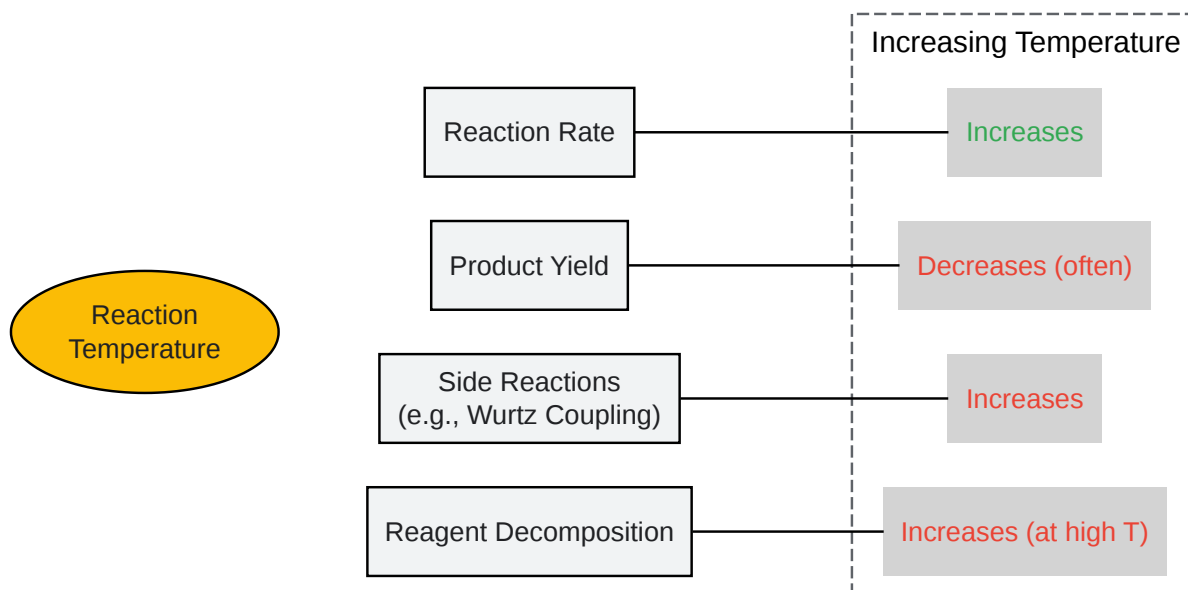 Increasing Temperature
Reaction Rate
Increases
Product Yield
Decreases (often)
Reaction
Temperature
Side Reactions
(e.g., Wurtz Coupling)
Increases
Reagent Decomposition
Increases (at high T)